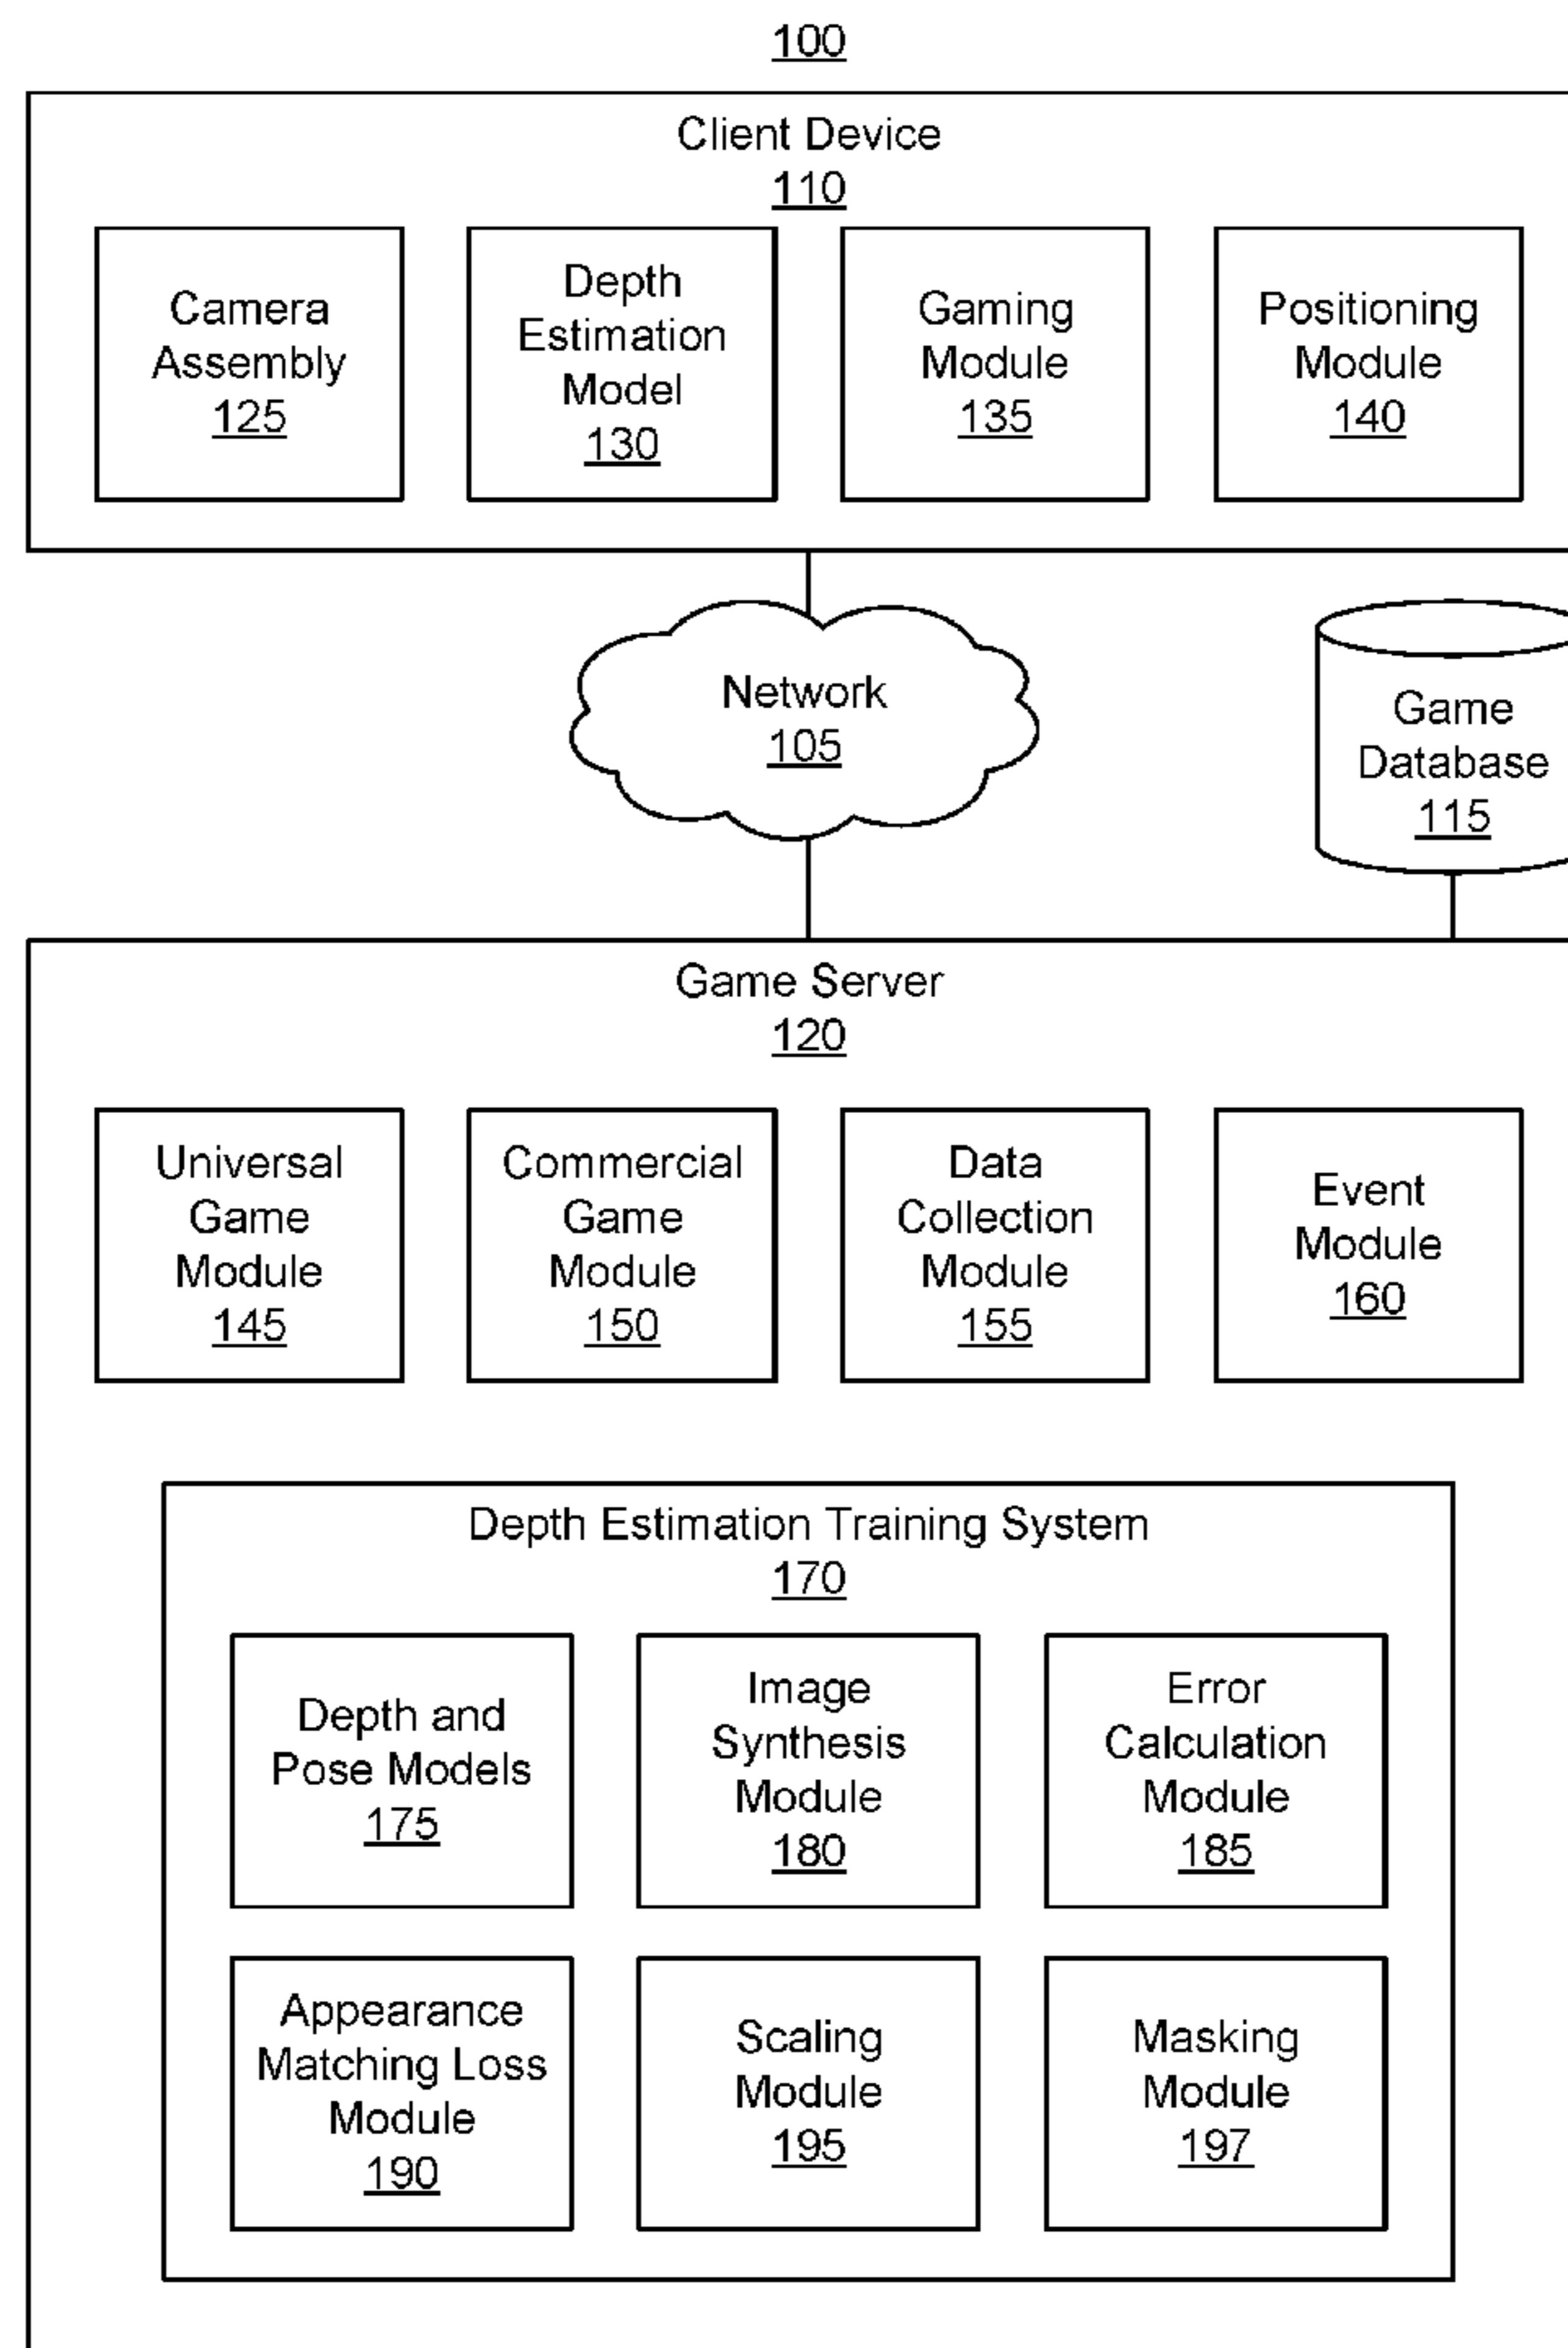 100
Client Device
110
Camera
Assembly
125
Depth
Estimation
Model
130
Gaming
Module
135
Positioning
Module
140
Network
105
Game
Database
115
Game Server
120
Universal
Game
Module
145
Commercial
Game
Module
150
Data
Collection
Module
155
Event
Module
160
Depth Estimation Training System
170
Depth and
Pose Models
175
Image
Synthesis
Module
180
Error
Calculation
Module
185
Appearance
Matching Loss
Module
190
Scaling
Module
195
Masking
Module
197